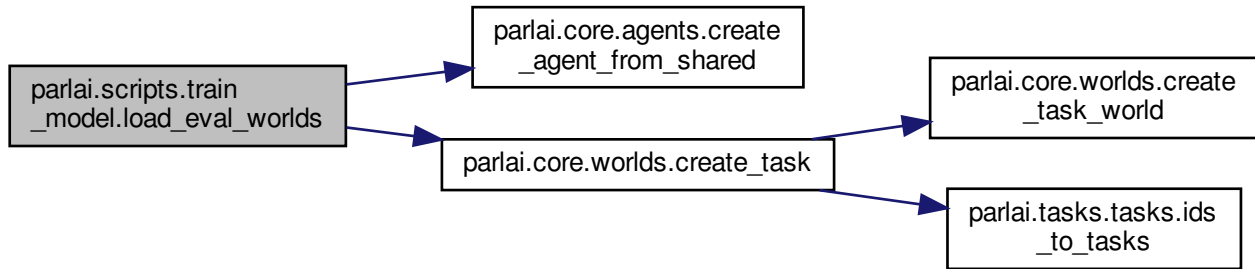 parlai.scripts.train
_model.load_eval_worlds
parlai.core.agents.create
_agent_from_shared
parlai.core.worlds.create_task
parlai.core.worlds.create
_task_world
parlai.tasks.tasks.ids
_to_tasks